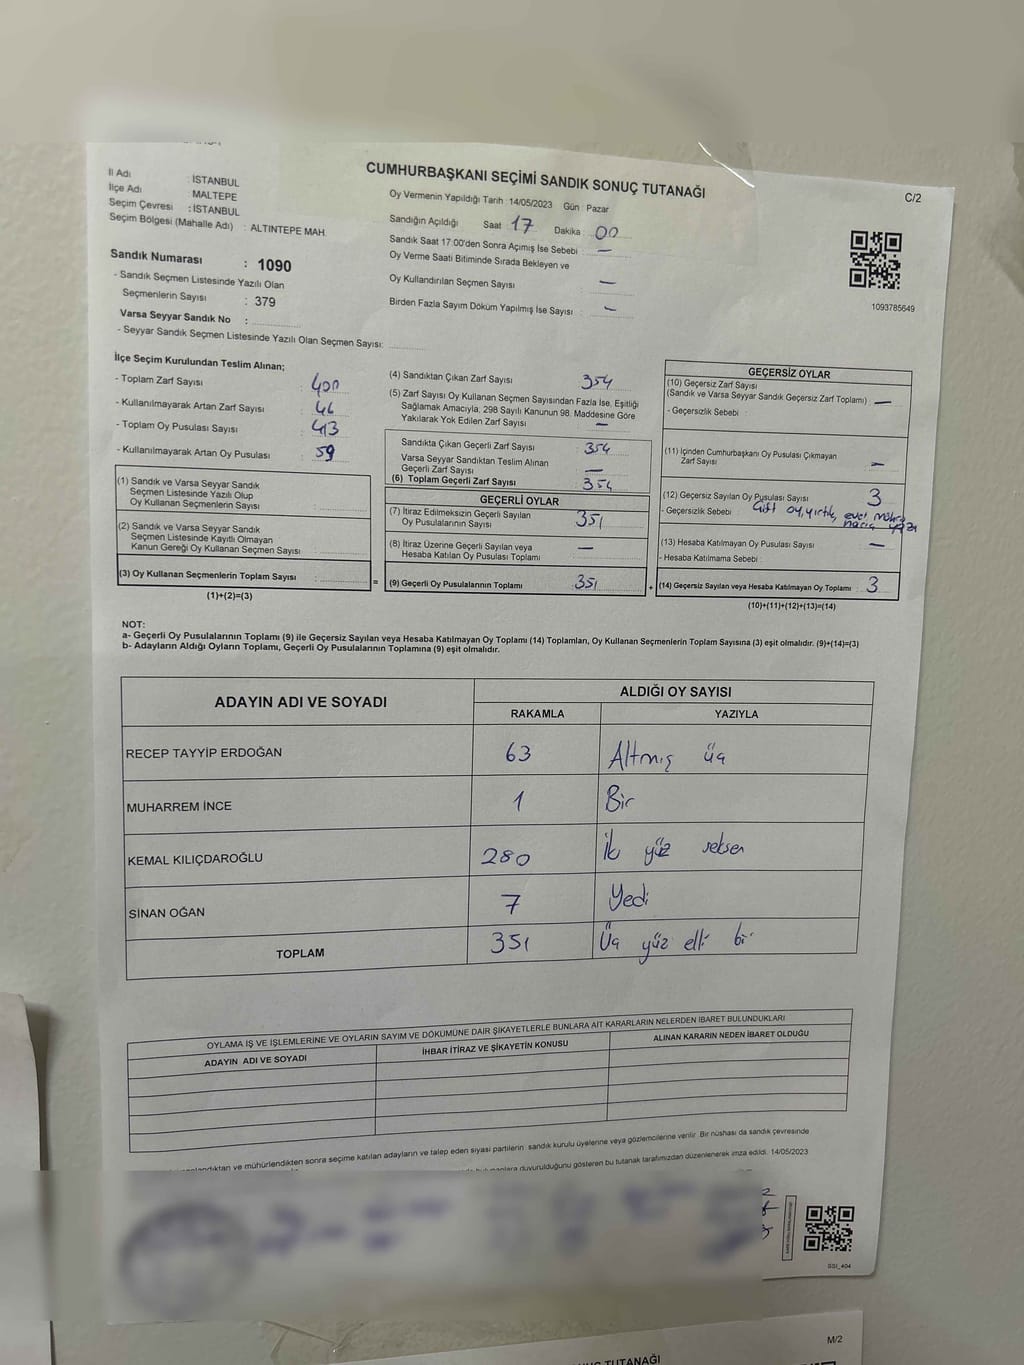 CUMHURBAŞKANI SEÇİMİ SANDIK SONUÇ TUTANAĞI
C/2
İl Adı : İSTANBUL
İlçe Adı : MALTEPE
Seçim Çevresi : İSTANBUL
Seçim Bölgesi (Mahalle Adı) : ALTINTEPE MAH.
Sandık Numarası : 1090
- Sandık Seçmen Listesinde Yazılı Olan
Seçmenlerin Sayısı : 379
Varsa Seyyar Sandık No :
- Seyyar Sandık Seçmen Listesinde Yazılı Olan Seçmen Sayısı:
Oy Vermenin Yapıldığı Tarih : 14/05/2023 Gün : Pazar
Sandığın Açıldığı Saat : 17 Dakika : 00
Sandık Saat 17:00'den Sonra Açımış İse Sebebi : —
Oy Verme Saati Bitiminde Sırada Bekleyen ve
Oy Kullandırılan Seçmen Sayısı : —
Birden Fazla Sayım Döküm Yapılmış İse Sayısı : —
1093785649
İlçe Seçim Kurulundan Teslim Alınan;
- Toplam Zarf Sayısı : 400
- Kullanılmayarak Artan Zarf Sayısı : 46
- Toplam Oy Pusulası Sayısı : 413
- Kullanılmayarak Artan Oy Pusulası : 59
(1) Sandık ve Varsa Seyyar Sandık
Seçmen Listesinde Yazılı Olup
Oy Kullanan Seçmenlerin Sayısı :
(2) Sandık ve Varsa Seyyar Sandık
Seçmen Listesinde Kayıtlı Olmayan
Kanun Gereği Oy Kullanan Seçmen Sayısı :
(3) Oy Kullanan Seçmenlerin Toplam Sayısı : =
(1)+(2)=(3)
(4) Sandıktan Çıkan Zarf Sayısı : 354
(5) Zarf Sayısı Oy Kullanan Seçmen Sayısından Fazla İse, Eşitliği
Sağlamak Amacıyla, 298 Sayılı Kanunun 98. Maddesine Göre
Yakılarak Yok Edilen Zarf Sayısı : —
Sandıkta Çıkan Geçerli Zarf Sayısı : 354
Varsa Seyyar Sandıktan Teslim Alınan
Geçerli Zarf Sayısı : —
(6) Toplam Geçerli Zarf Sayısı : 354
GEÇERLİ OYLAR
(7) İtiraz Edilmeksizin Geçerli Sayılan
Oy Pusulalarının Sayısı : 351
(8) İtiraz Üzerine Geçerli Sayılan veya
Hesaba Katılan Oy Pusulası Toplamı : —
(9) Geçerli Oy Pusulalarının Toplamı : 351 +
GEÇERSİZ OYLAR
(10) Geçersiz Zarf Sayısı
(Sandık ve Varsa Seyyar Sandık Geçersiz Zarf Toplamı) : —
- Geçersizlik Sebebi :
(11) İçinden Cumhurbaşkanı Oy Pusulası Çıkmayan
Zarf Sayısı : —
(12) Geçersiz Sayılan Oy Pusulası Sayısı : 3
- Geçersizlik Sebebi : Çift oy, yırtık, evet mührü
hariç yazı
(13) Hesaba Katılmayan Oy Pusulası Sayısı : —
- Hesaba Katılmama Sebebi :
(14) Geçersiz Sayılan veya Hesaba Katılmayan Oy Toplamı : 3
(10)+(11)+(12)+(13)=(14)
NOT:
a- Geçerli Oy Pusulalarının Toplamı (9) ile Geçersiz Sayılan veya Hesaba Katılmayan Oy Toplamı (14) Toplamları, Oy Kullanan Seçmenlerin Toplam Sayısına (3) eşit olmalıdır. (9)+(14)=(3)
b- Adayların Aldığı Oyların Toplamı, Geçerli Oy Pusulalarının Toplamına (9) eşit olmalıdır.
ADAYIN ADI VE SOYADI ALDIĞI OY SAYISI
RAKAMLA YAZIYLA
RECEP TAYYİP ERDOĞAN 63 Altmış üç
MUHARREM İNCE 1 Bir
KEMAL KILIÇDAROĞLU 280 İki yüz seksen
SİNAN OĞAN 7 Yedi
TOPLAM 351 Üç yüz elli bir
OYLAMA İŞ VE İŞLEMLERİNE VE OYLARIN SAYIM VE DÖKÜMÜNE DAİR ŞİKAYETLERLE BUNLARA AİT KARARLARIN NELERDEN İBARET BULUNDUKLARI
ADAYIN ADI VE SOYADI İHBAR İTİRAZ VE ŞİKAYETİN KONUSU ALINAN KARARIN NEDEN İBARET OLDUĞU
ve mühürlendikten sonra seçime katılan adayların ve talep eden siyasi partilerin sandık kurulu üyelerine veya gözlemcilerine verilir. Bir nüshası da sandık çevresinde
duvurulduğunu gösteren bu tutanak tarafımızdan düzenlenerek imza edildi. 14/05/2023
SSI_404
M/2
TUTANAĞI